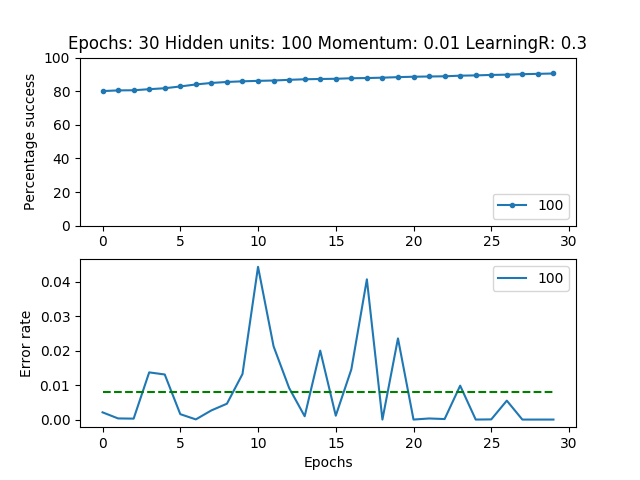 Epochs: 30 Hidden units: 100 Momentum: 0.01 LearningR: 0.3
100
80
60
40
20
0
Percentage success
100
0 5 10 15 20 25 30
0.04
0.03
0.02
0.01
0.00
Error rate
100
0 5 10 15 20 25 30
Epochs